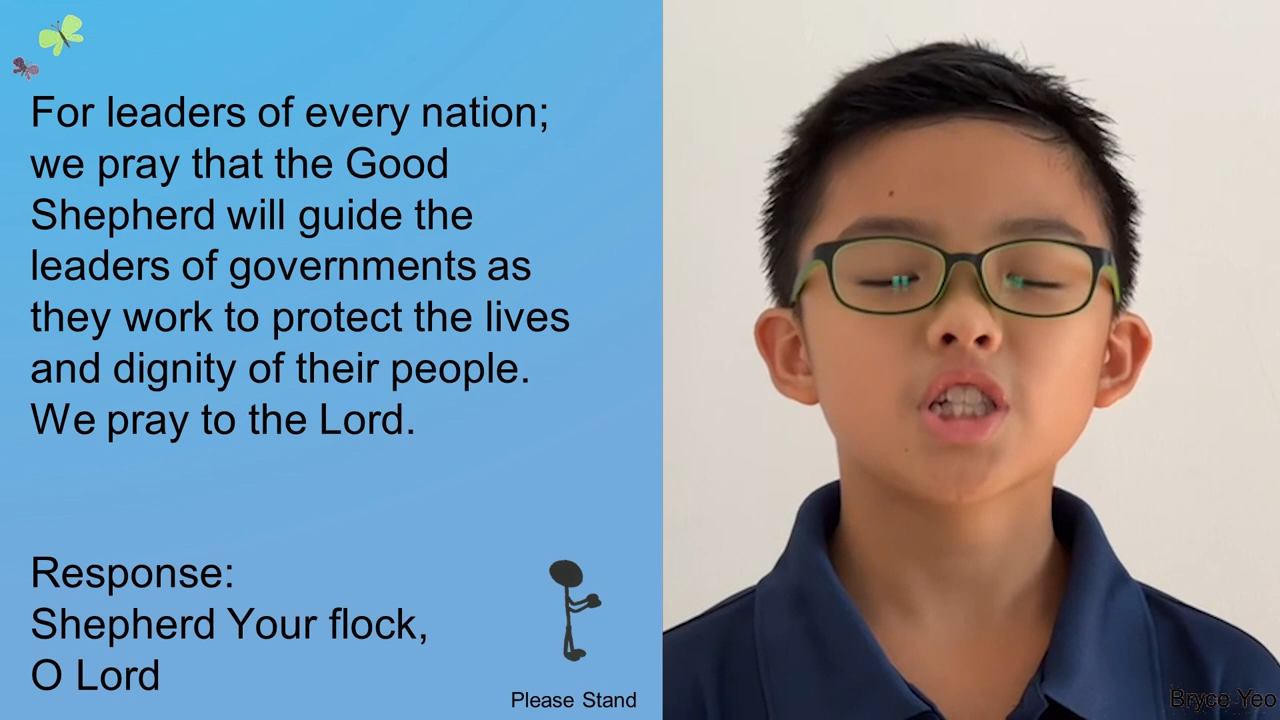 For leaders of every nation;
we pray that the Good
Shepherd will guide the
leaders of governments as
they work to protect the lives
and dignity of their people.
We pray to the Lord.
Response:
Shepherd Your flock,
O Lord
Please Stand
Bryce Yeo